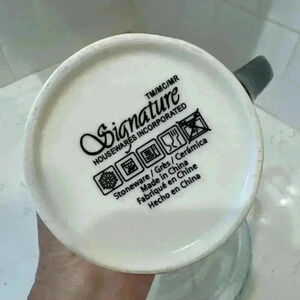 TM/MC/MR
Signature
HOUSEWARES INCORPORATED
Stoneware / Grès / Cerámica
Made in China
Fabriqué en Chine
Hecho en China